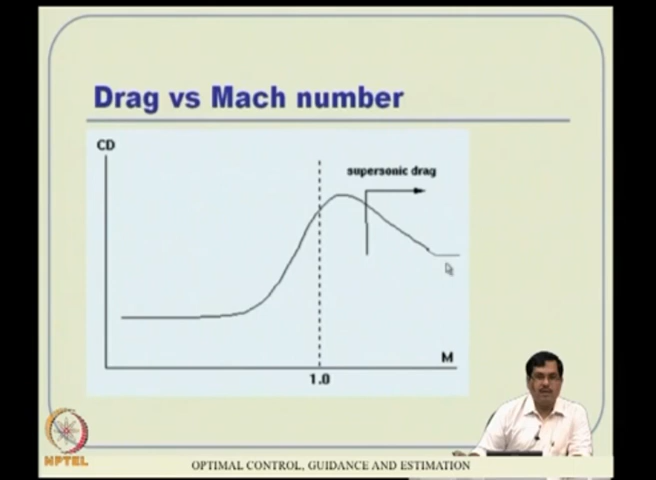 Drag vs Mach number
CD
supersonic drag
M
1.0
NPTEL
OPTIMAL CONTROL, GUIDANCE AND ESTIMATION